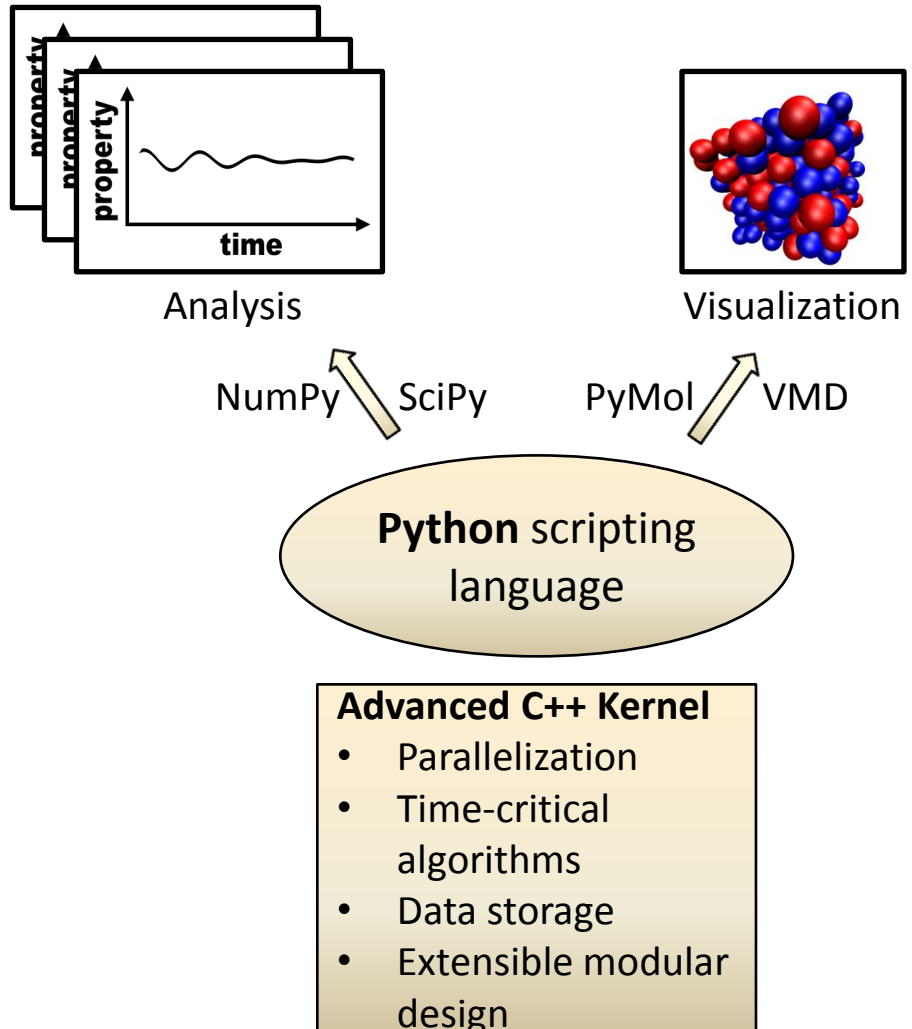 property
property
property
time
Analysis
Visualization
NumPy
SciPy
PyMol
VMD
Python scripting
language
Advanced C++ Kernel
• Parallelization
• Time-critical
algorithms
• Data storage
• Extensible modular
design